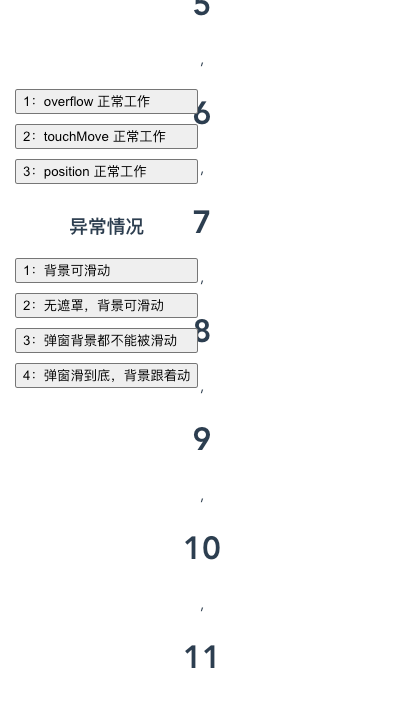 5
,
1：overflow 正常工作
6
2：touchMove 正常工作
3：position 正常工作
,
异常情况
7
1：背景可滑动
,
2：无遮罩，背景可滑动
8
3：弹窗背景都不能被滑动
4：弹窗滑到底，背景跟着动
,
9
,
10
,
11